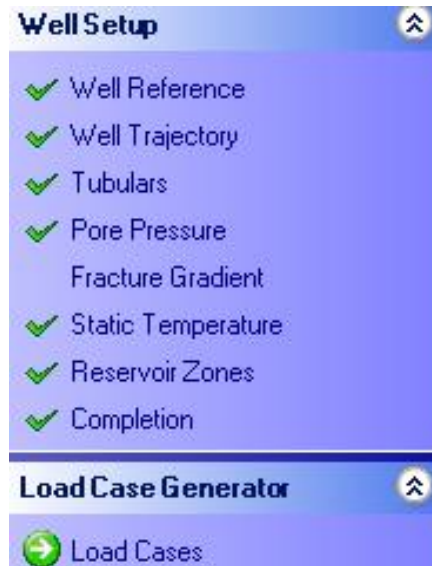 Well Setup
Well Reference
Well Trajectory
Tubulars
Pore Pressure
Fracture Gradient
Static Temperature
Reservoir Zones
Completion
Load Case Generator
Load Cases